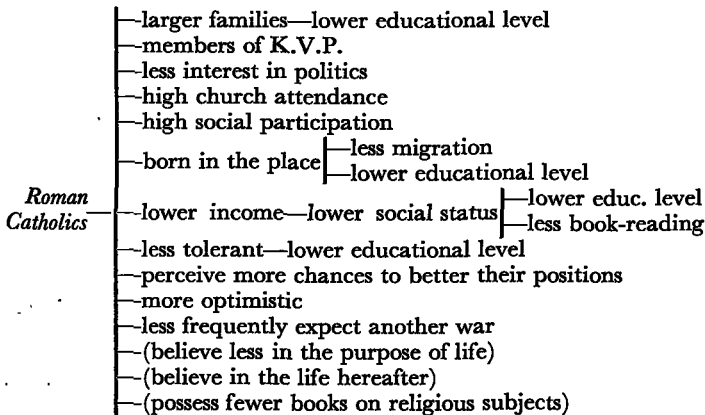 larger families—lower educational level
members of K.V.P.
less interest in politics
high church attendance
high social participation
born in the place
less migration
lower educational level
Roman
Catholics
lower income—lower social status
lower educ. level
less book-reading
less tolerant—lower educational level
perceive more chances to better their positions
more optimistic
less frequently expect another war
(believe less in the purpose of life)
(believe in the life hereafter)
(possess fewer books on religious subjects)